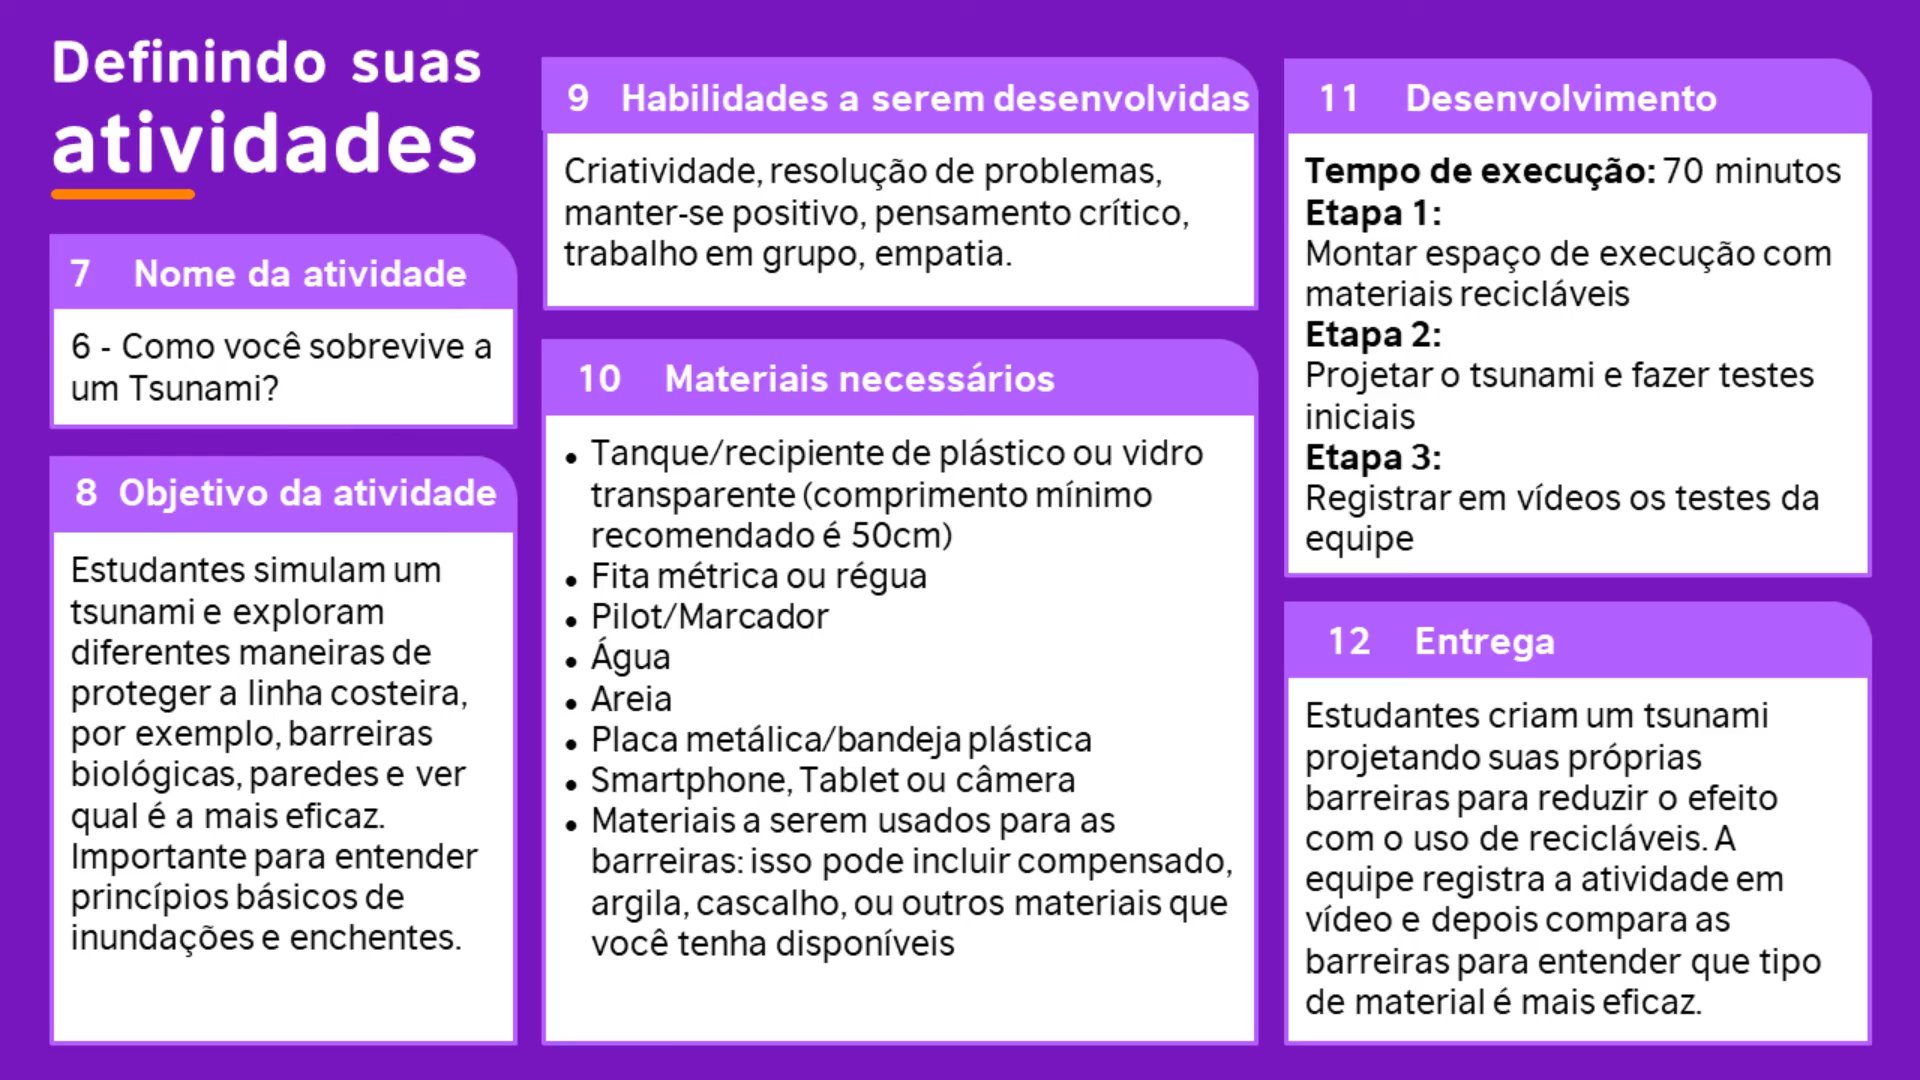 Definindo suas
atividades
7 Nome da atividade
6 - Como você sobrevive a
um Tsunami?
8 Objetivo da atividade
Estudantes simulam um
tsunami e exploram
diferentes maneiras de
proteger a linha costeira,
por exemplo, barreiras
biológicas, paredes e ver
qual é a mais eficaz.
Importante para entender
princípios básicos de
inundações e enchentes.
9 Habilidades a serem desenvolvidas
Criatividade, resolução de problemas,
manter-se positivo, pensamento crítico,
trabalho em grupo, empatia.
10 Materiais necessários
• Tanque/recipiente de plástico ou vidro
transparente (comprimento mínimo
recomendado é 50cm)
• Fita métrica ou régua
• Pilot/Marcador
• Água
• Areia
• Placa metálica/bandeja plástica
• Smartphone, Tablet ou câmera
• Materiais a serem usados para as
barreiras: isso pode incluir compensado,
argila, cascalho, ou outros materiais que
você tenha disponíveis
11 Desenvolvimento
Tempo de execução: 70 minutos
Etapa 1:
Montar espaço de execução com
materiais recicláveis
Etapa 2:
Projetar o tsunami e fazer testes
iniciais
Etapa 3:
Registrar em vídeos os testes da
equipe
12 Entrega
Estudantes criam um tsunami
projetando suas próprias
barreiras para reduzir o efeito
com o uso de recicláveis. A
equipe registra a atividade em
vídeo e depois compara as
barreiras para entender que tipo
de material é mais eficaz.